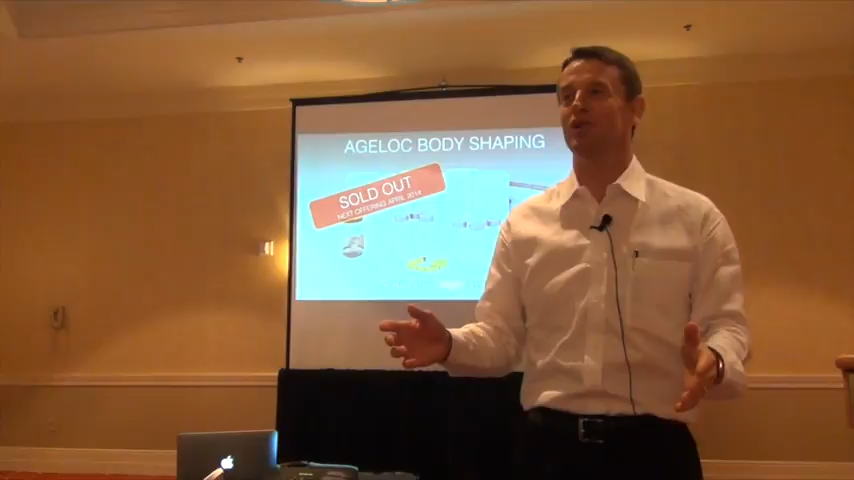 AGELOC BODY SHAPING
SOLD OUT
NEXT OFFERING APRIL 2014